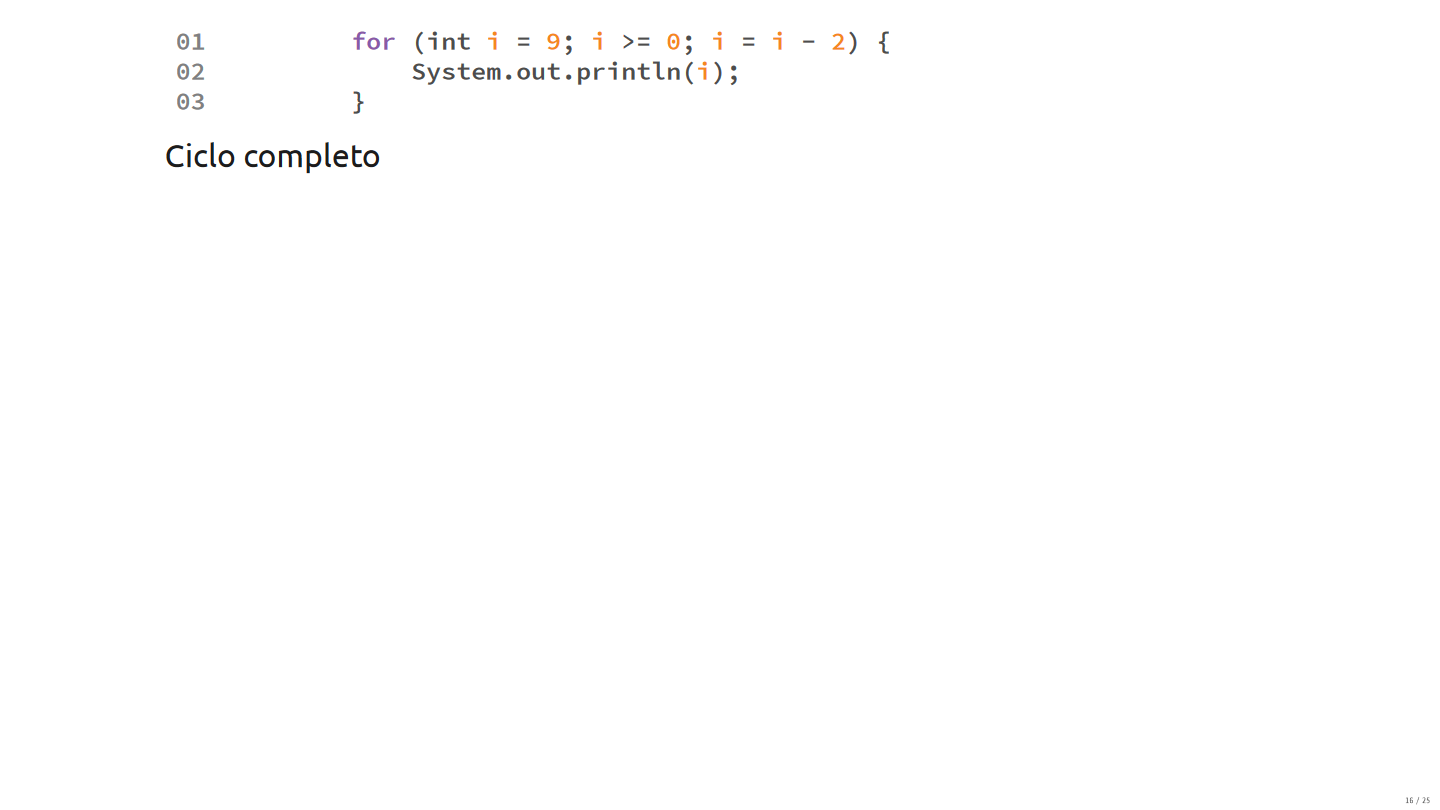 01 for (int i = 9; i >= 0; i = i - 2) {
02 System.out.println(i);
03 }
Ciclo completo
16 / 25